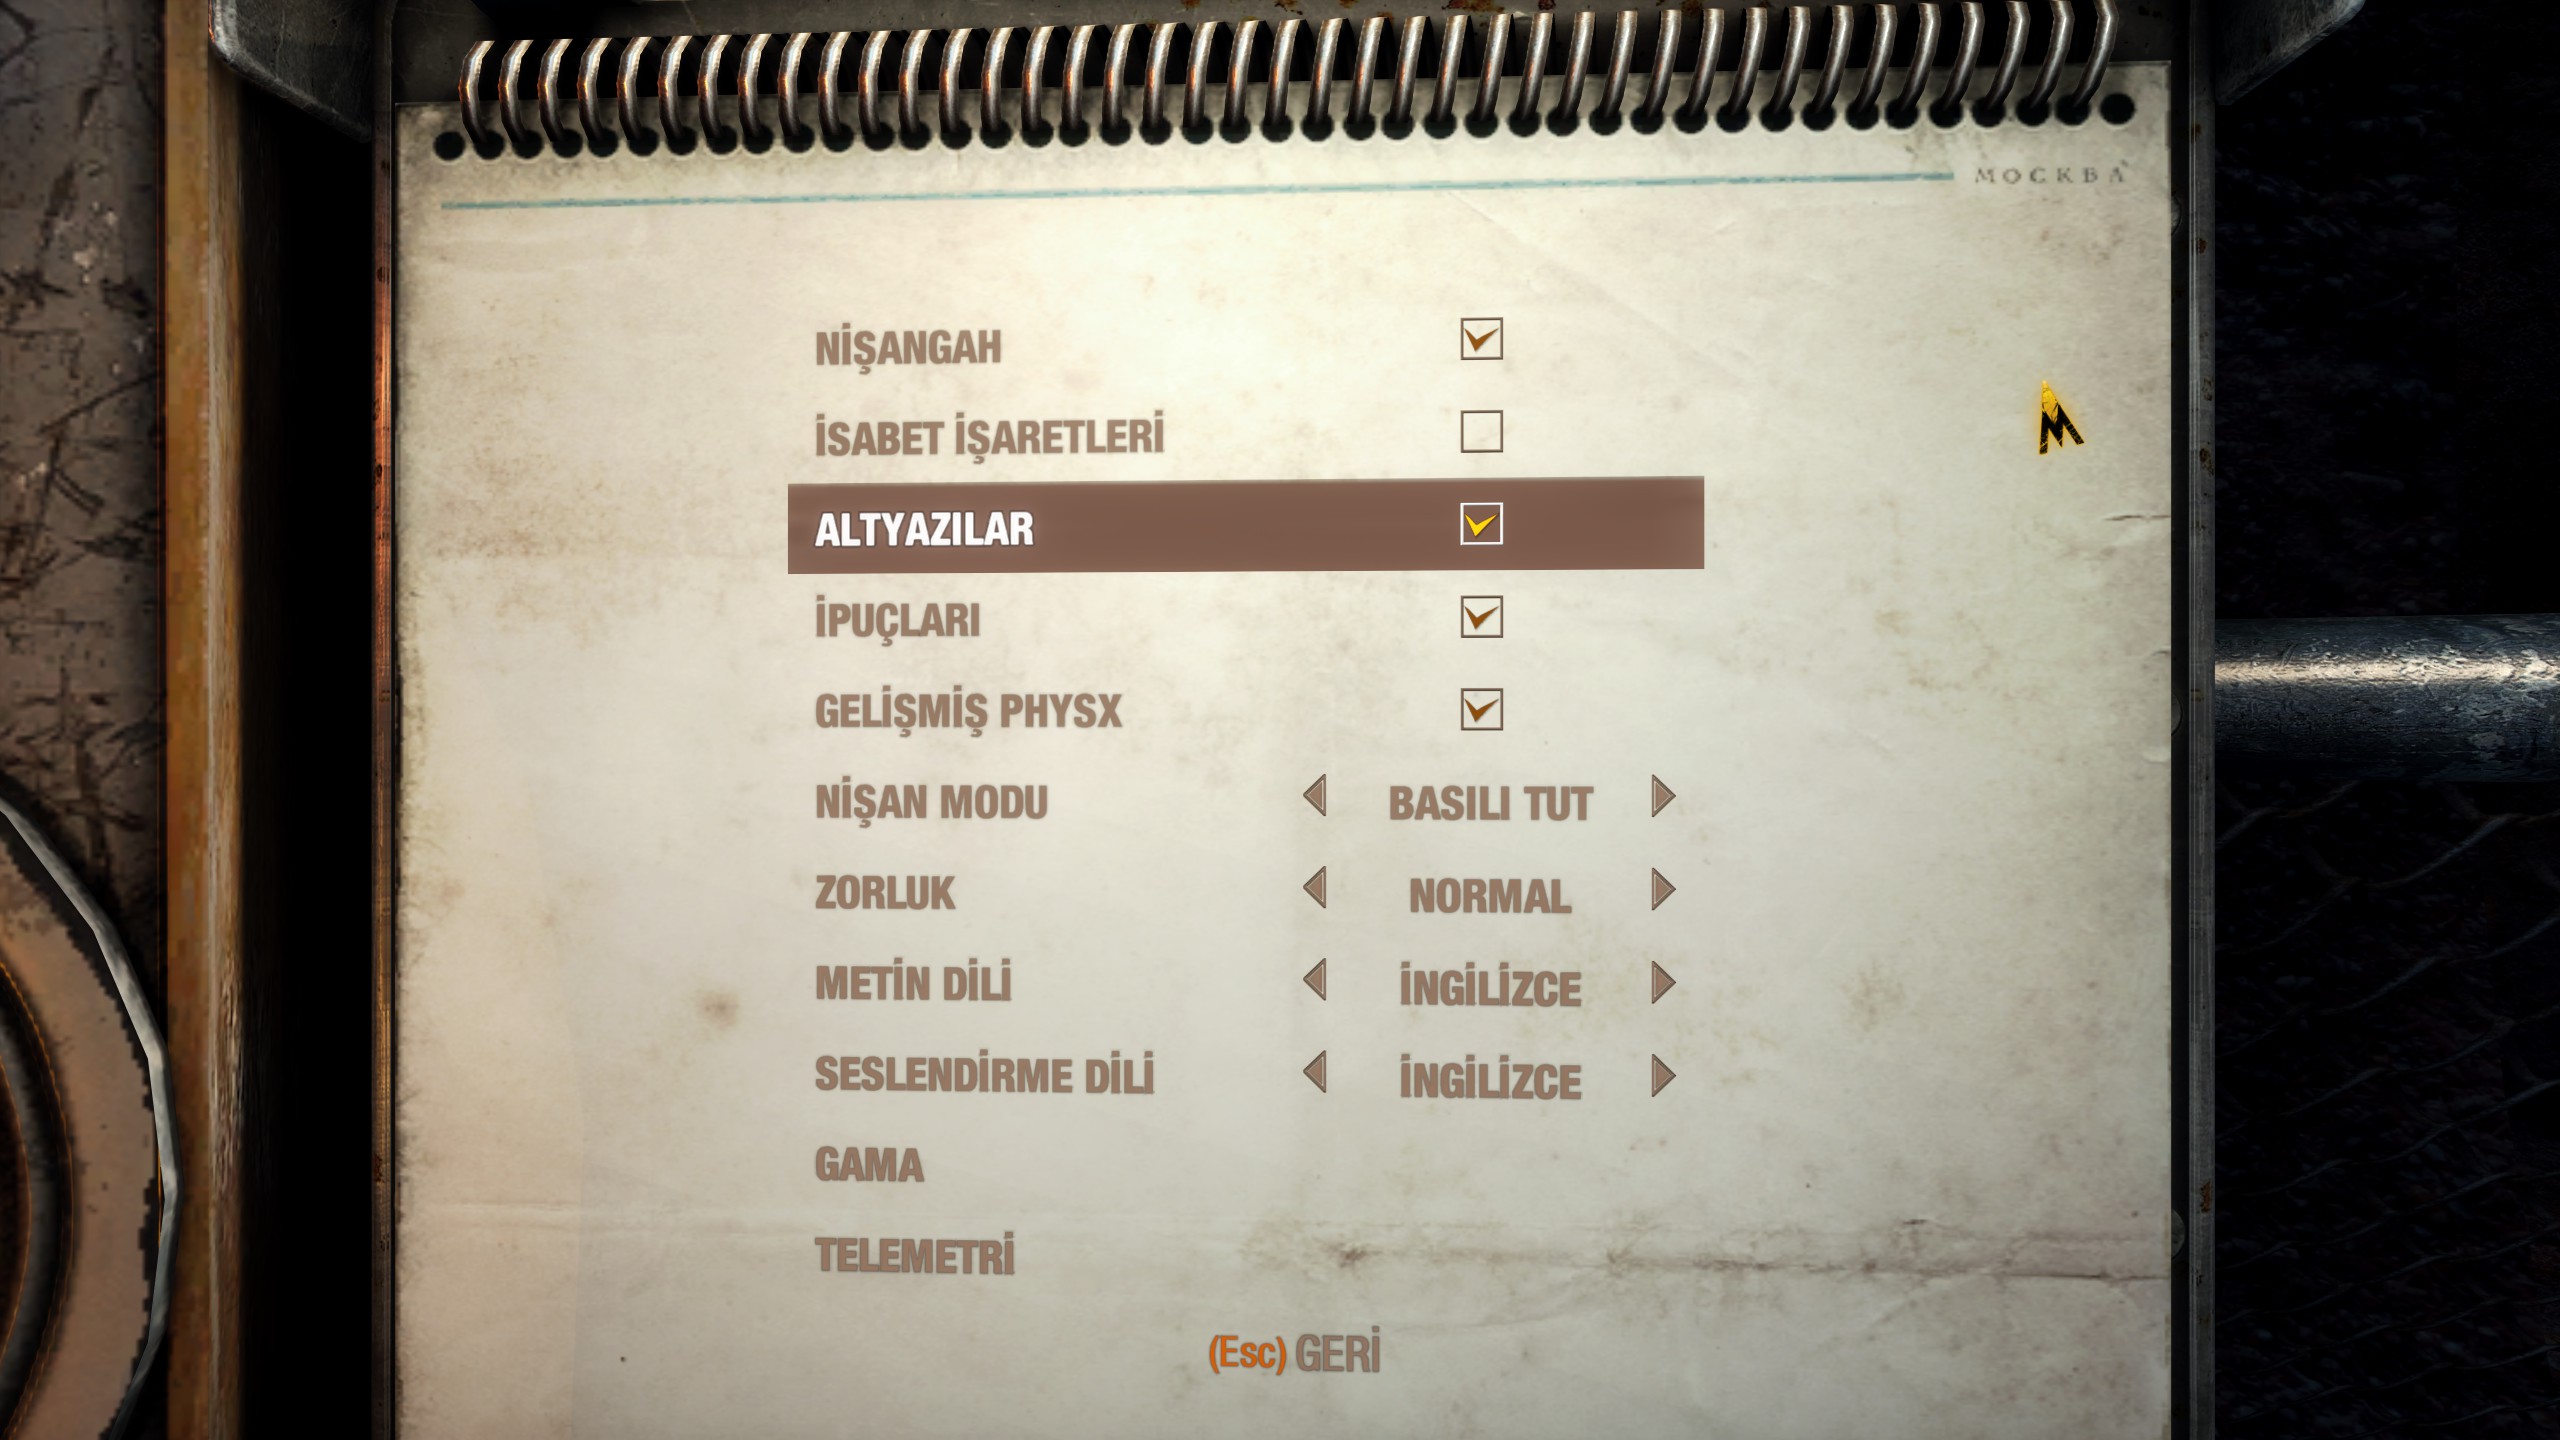 МОСКВА
NİŞANGAH
İSABET İŞARETLERİ
ALTYAZILAR
İPUÇLARI
GELİŞMİŞ PHYSX
NİŞAN MODU BASILI TUT
ZORLUK NORMAL
METİN DİLİ İNGİLİZCE
SESLENDİRME DİLİ İNGİLİZCE
GAMA
TELEMETRİ
(Esc) GERİ